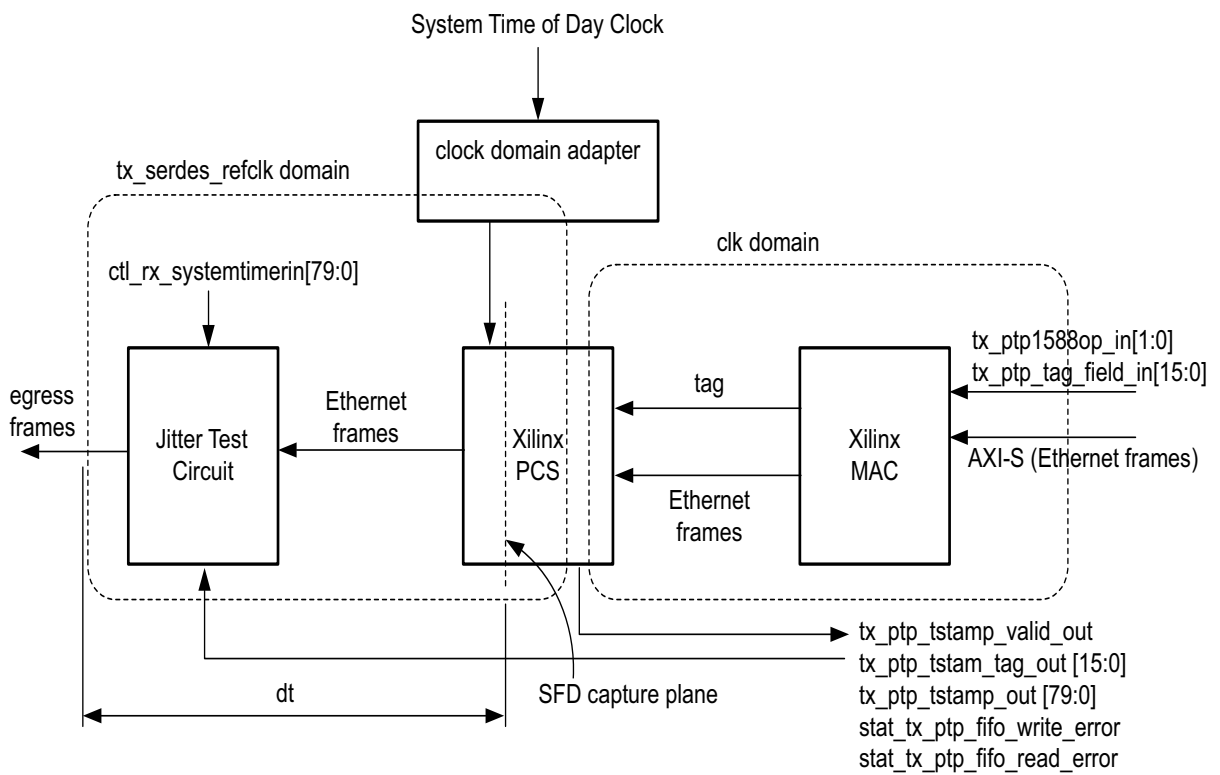 System Time of Day Clock
clock domain adapter
tx_serdes_refclk domain
clk domain
ctl_rx_systemtimerin[79:0]
tx_ptp1588op_in[1:0]
tx_ptp_tag_field_in[15:0]
egress
frames
Jitter Test
Circuit
Ethernet
frames
Xilinx
PCS
tag
Ethernet
frames
Xilinx
MAC
AXI-S (Ethernet frames)
dt
SFD capture plane
tx_ptp_tstamp_valid_out
tx_ptp_tstam_tag_out [15:0]
tx_ptp_tstamp_out [79:0]
stat_tx_ptp_fifo_write_error
stat_tx_ptp_fifo_read_error